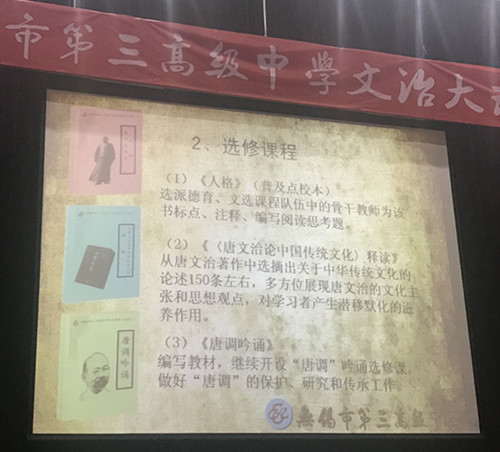 市第三高级中学文治大
2、选修课程
（1）《人格》（普及点校本）
选派德育、文选课程队伍中的骨干教师为该
书标点、注释、编写阅读思考题。
（2）《〈唐文治论中国传统文化〉释读》
从唐文治著作中选摘出关于中华传统文化的
论述150条左右，多方位展现唐文治的文化主
张和思想观点，对学习者产生潜移默化的滋
养作用。
（3）《唐调吟诵》
编写教材，继续开设“唐调”吟诵选修课，
做好“唐调”的保护、研究和传承工作。
唐调吟诵
无锡市第三高级